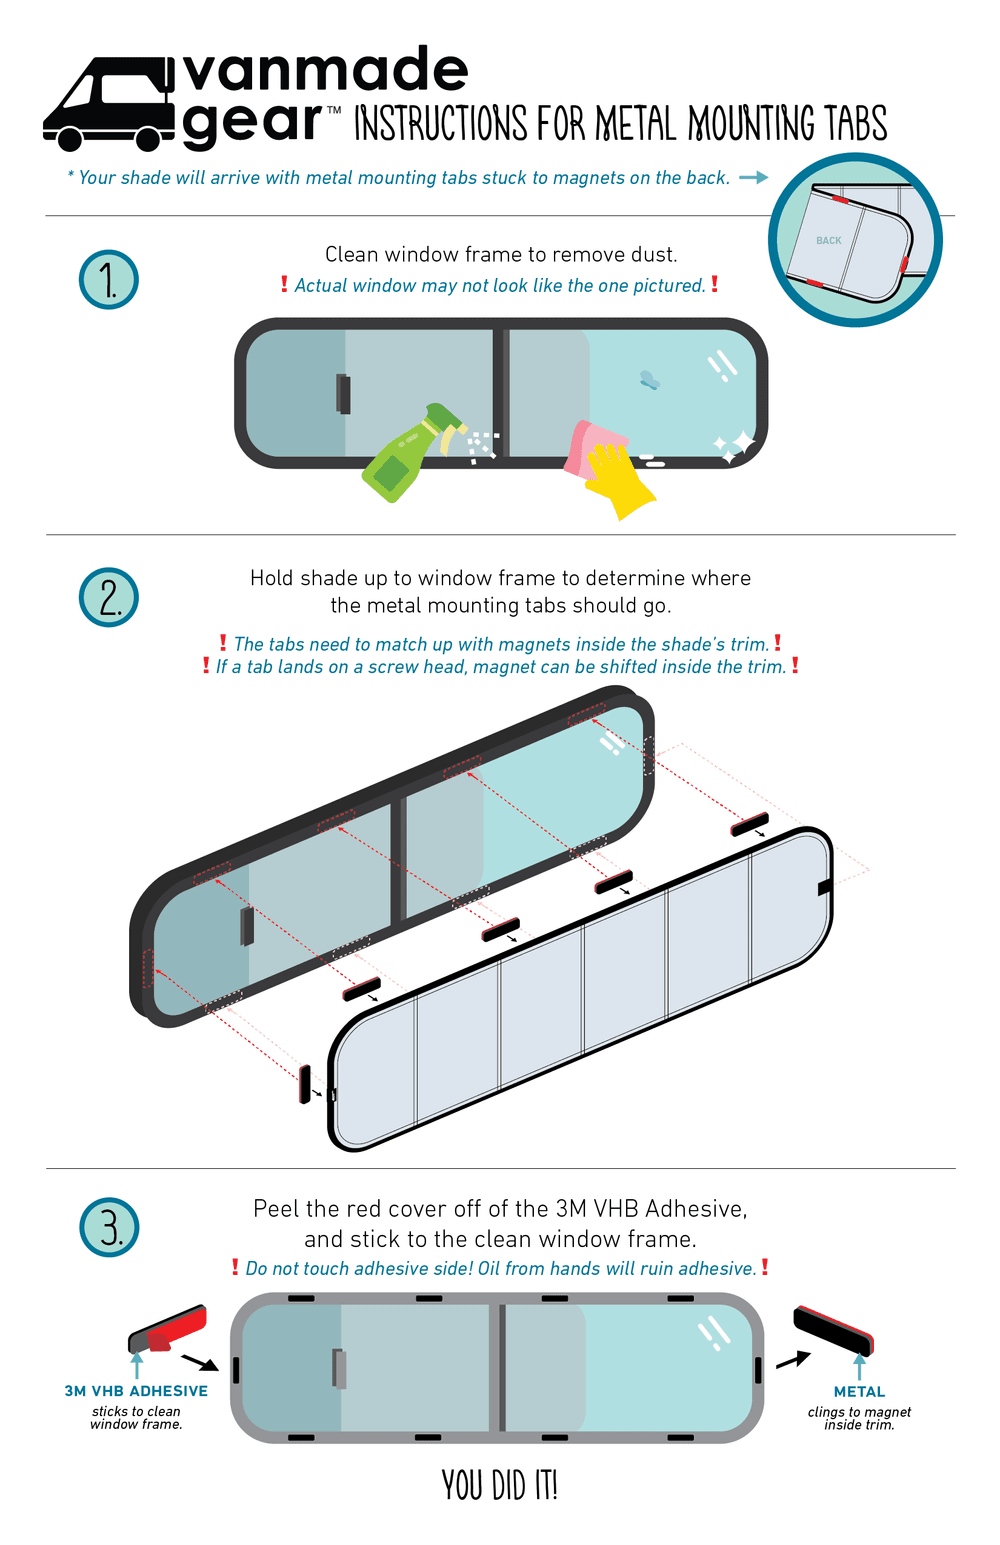 vanmade
gear™ INSTRUCTIONS FOR METAL MOUNTING TABS
* Your shade will arrive with metal mounting tabs stuck to magnets on the back.
BACK
1.
Clean window frame to remove dust.
! Actual window may not look like the one pictured. !
2.
Hold shade up to window frame to determine where
the metal mounting tabs should go.
! The tabs need to match up with magnets inside the shade's trim. !
! If a tab lands on a screw head, magnet can be shifted inside the trim. !
3.
Peel the red cover off of the 3M VHB Adhesive,
and stick to the clean window frame.
! Do not touch adhesive side! Oil from hands will ruin adhesive. !
3M VHB ADHESIVE
sticks to clean
window frame.
METAL
clings to magnet
inside trim.
YOU DID IT!